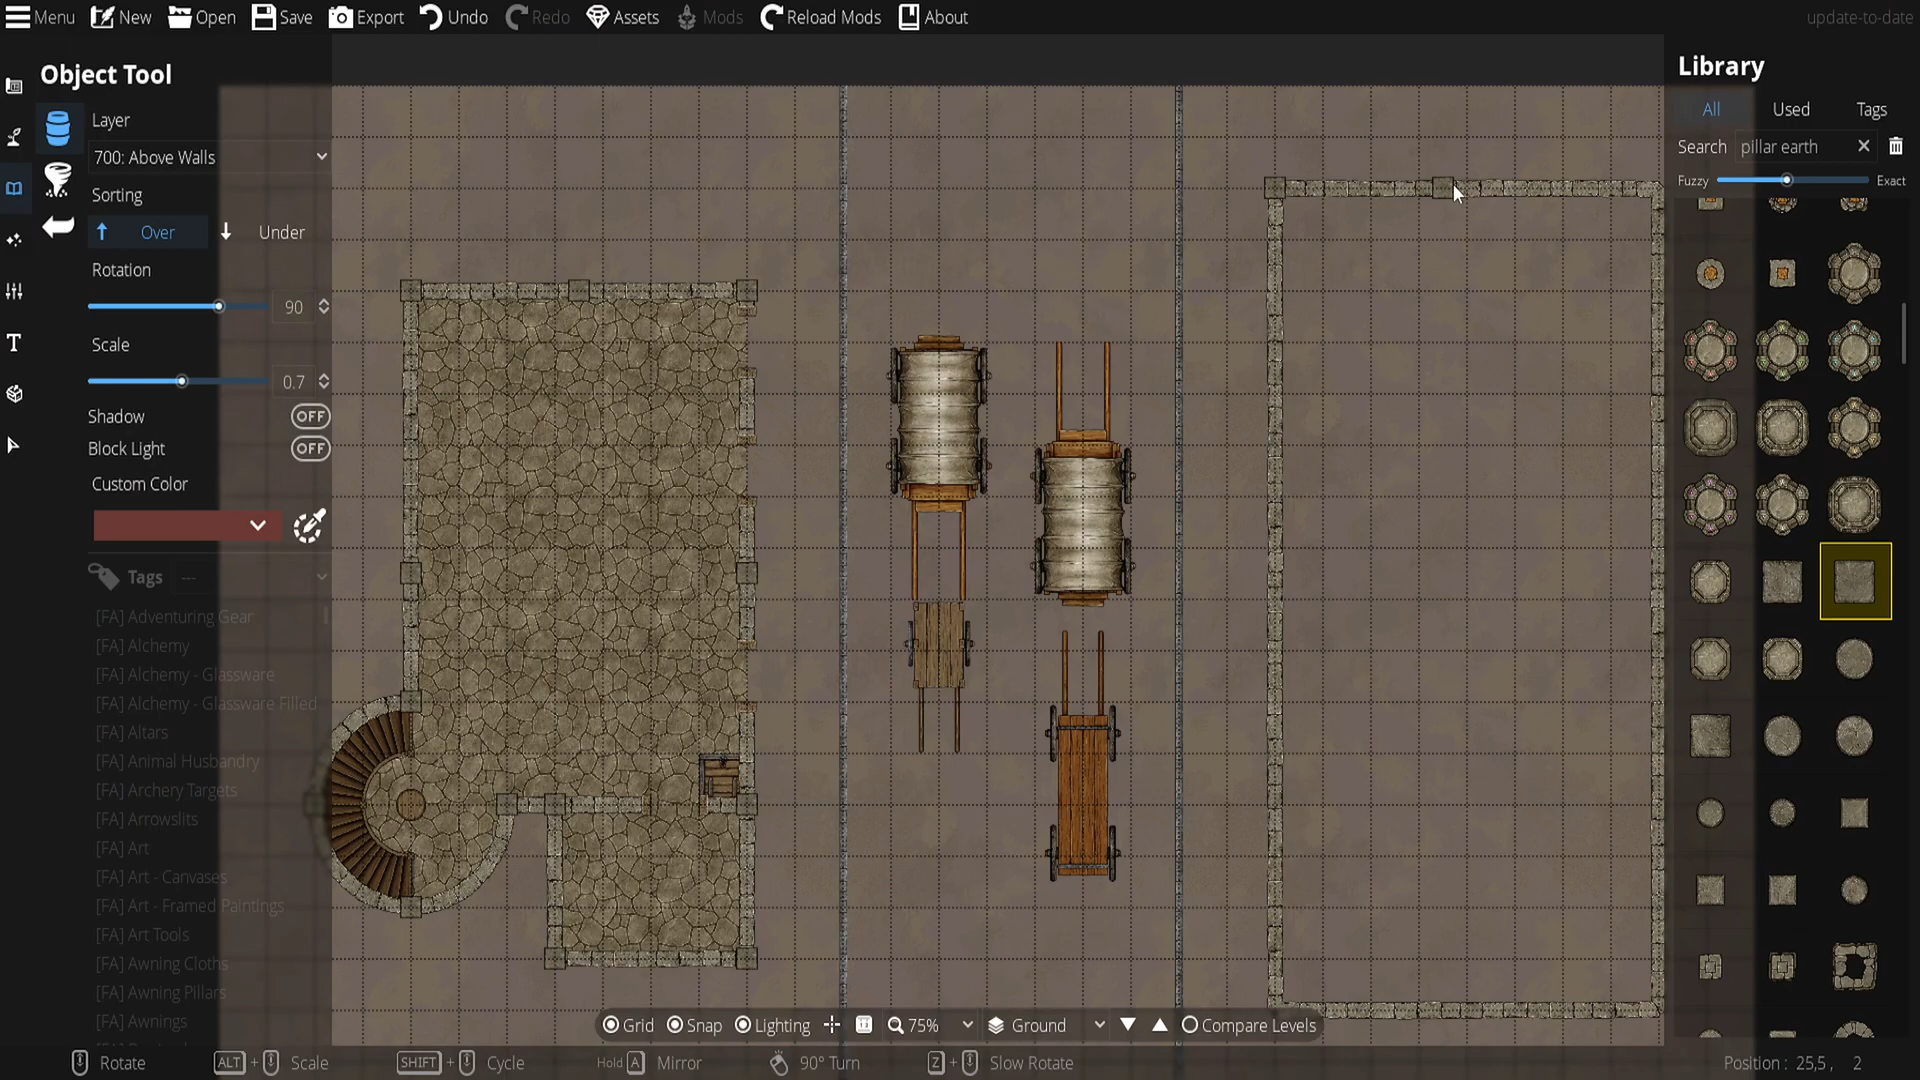 Menu New Open Save Export Undo Redo Assets Mods Reload Mods About update-to-date
Object Tool
Layer
700: Above Walls
Sorting
Over Under
Rotation
90
Scale
0.7
Shadow OFF
Block Light OFF
Custom Color
Tags ---
[FA] Adventuring Gear
[FA] Alchemy
[FA] Alchemy - Glassware
[FA] Alchemy - Glassware Filled
[FA] Altars
[FA] Animal Husbandry
[FA] Archery Targets
[FA] Arrowslits
[FA] Art
[FA] Art - Canvases
[FA] Art - Framed Paintings
[FA] Art Tools
[FA] Awning Cloths
[FA] Awning Pillars
[FA] Awnings
Library
All Used Tags
Search pillar earth
Fuzzy Exact
Grid Snap Lighting 75% Ground Compare Levels
Rotate ALT + Scale SHIFT + Cycle Hold A Mirror 90° Turn Z + Slow Rotate Position : 25,5 , 2